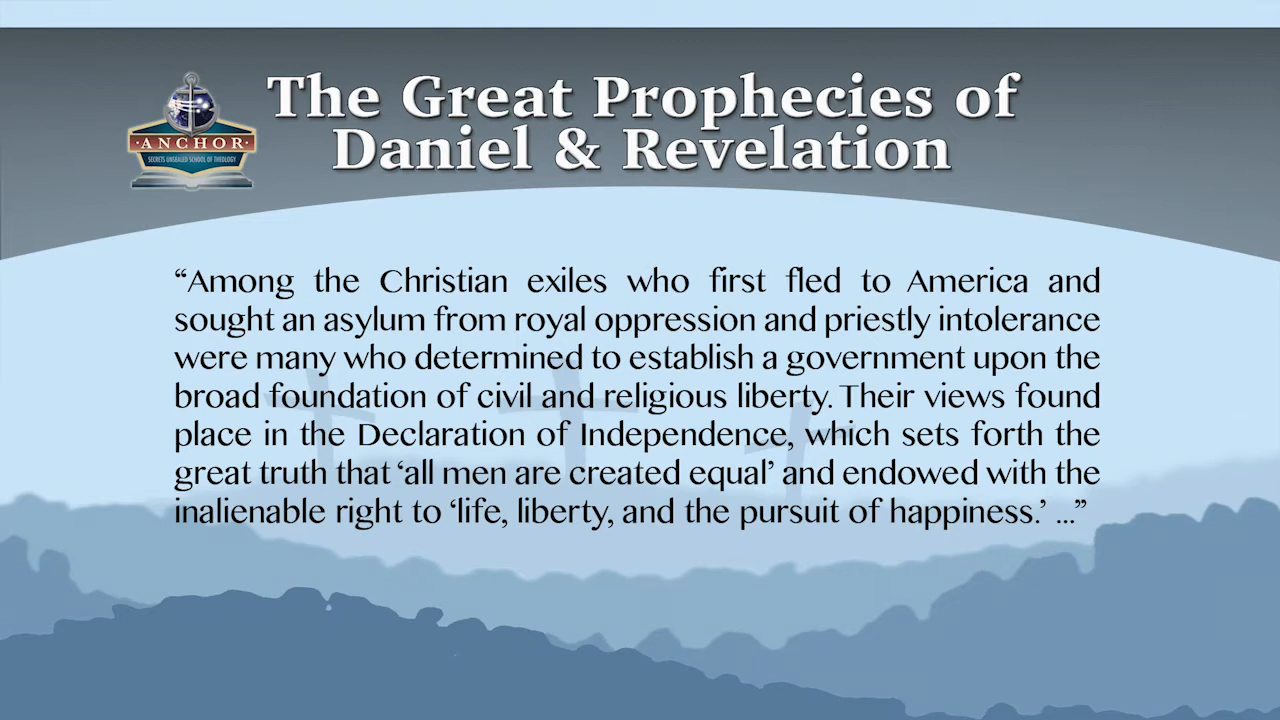 The Great Prophecies of
Daniel & Revelation
·ANCHOR·
SECRETS UNSEALED SCHOOL OF THEOLOGY
“Among the Christian exiles who first fled to America and
sought an asylum from royal oppression and priestly intolerance
were many who determined to establish a government upon the
broad foundation of civil and religious liberty. Their views found
place in the Declaration of Independence, which sets forth the
great truth that ‘all men are created equal’ and endowed with the
inalienable right to ‘life, liberty, and the pursuit of happiness.’ ...”